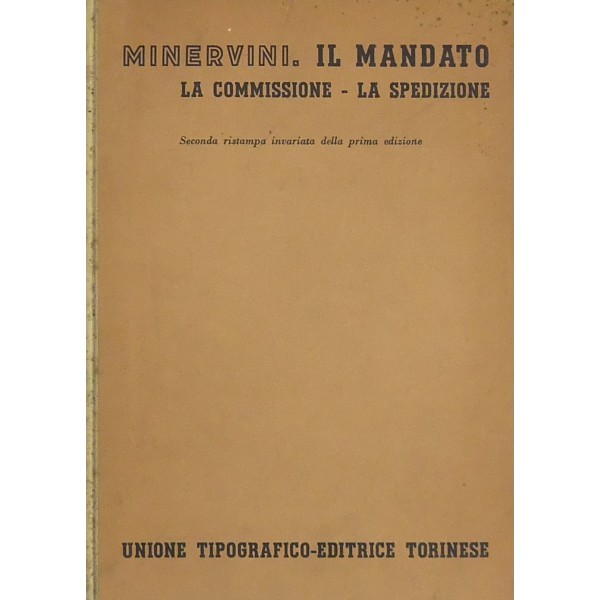 MINERVINI. IL MANDATO
LA COMMISSIONE - LA SPEDIZIONE
Seconda ristampa invariata della prima edizione
UNIONE TIPOGRAFICO-EDITRICE TORINESE